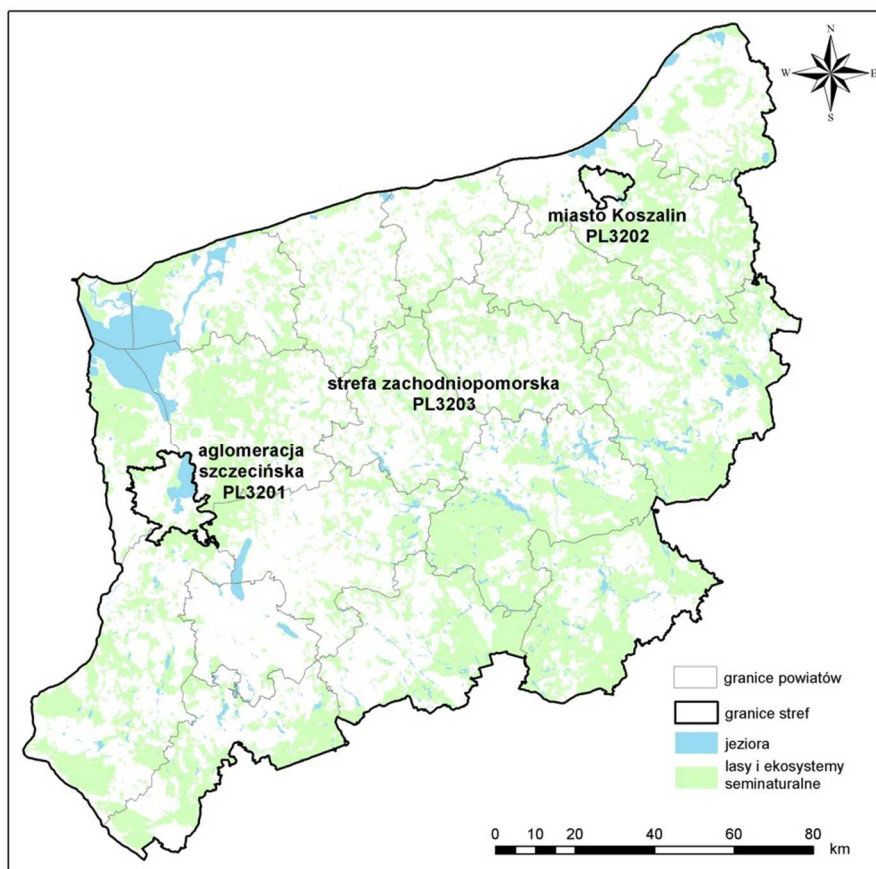 N
W E
S
miasto Koszalin
PL3202
strefa zachodniopomorska
PL3203
aglomeracja
szczecińska
PL3201
granice powiatów
granice stref
jeziora
lasy i ekosystemy
seminaturalne
0 5 10 20 40 60 80
km